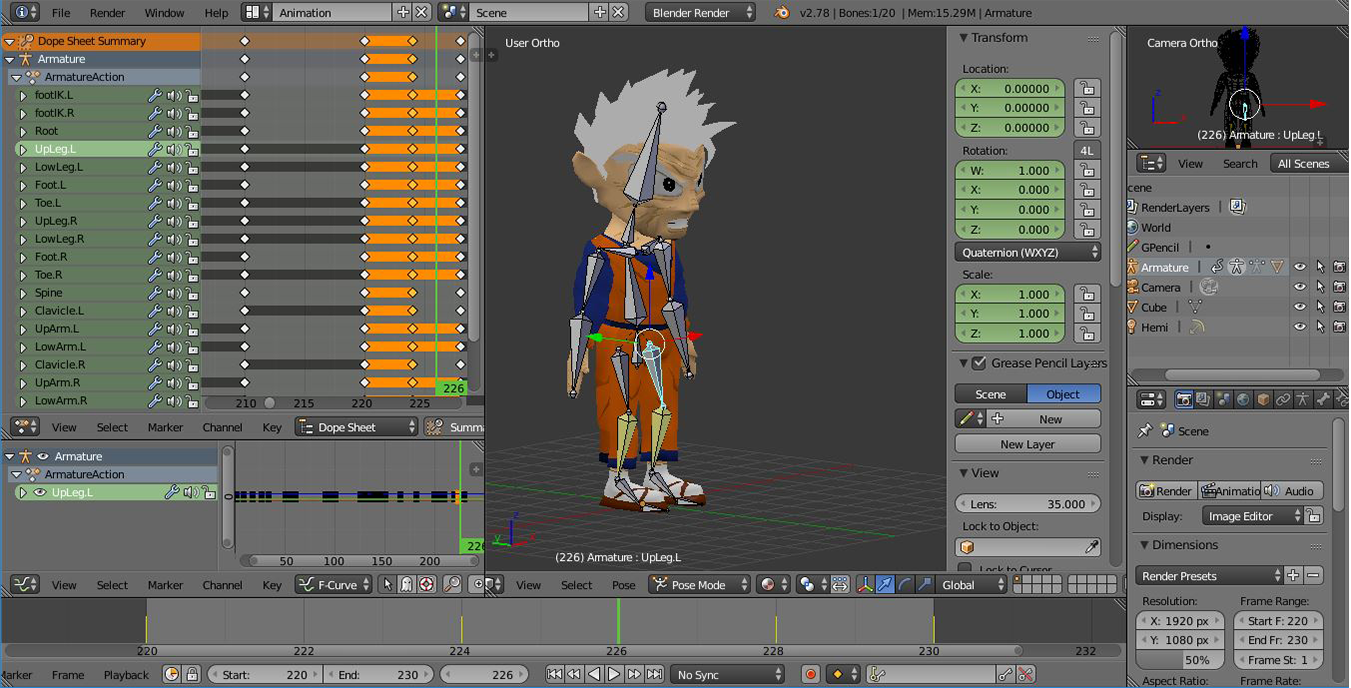 File Render Window Help Animation Scene Blender Render v2.78 | Bones:1/20 | Mem:15.29M | Armature
Dope Sheet Summary
Armature
ArmatureAction
footIK.L
footIK.R
Root
UpLeg.L
LowLeg.L
Foot.L
Toe.L
UpLeg.R
LowLeg.R
Foot.R
Toe.R
Spine
Clavicle.L
UpArm.L
LowArm.L
Clavicle.R
UpArm.R
LowArm.R
226
210 215 220 225
View Select Marker Channel Key Dope Sheet Summa
Armature
ArmatureAction
UpLeg.L
0
226
50 100 150 200
View Select Marker Channel Key F-Curve
User Ortho
z
y
x
(226) Armature : UpLeg.L
View Select Pose Pose Mode Global
Transform
Location:
X: 0.00000
Y: 0.00000
Z: 0.00000
Rotation: 4L
W: 1.000
X: 0.000
Y: 0.000
Z: 0.000
Quaternion (WXYZ)
Scale:
X: 1.000
Y: 1.000
Z: 1.000
Grease Pencil Layers
Scene Object
New
New Layer
View
Lens: 35.000
Lock to Object:
Lock to Cursor
Camera Ortho
z
x
(226) Armature : UpLeg.L
View Search All Scenes
cene
RenderLayers
World
GPencil
Armature
Camera
Cube
Hemi
Scene
Render
Render Animatio Audio
Display: Image Editor
Dimensions
Render Presets
Resolution: Frame Range:
X: 1920 px Start F: 220
Y: 1080 px End Fr: 230
50% Frame St: 1
Aspect Ratio: Frame Rate:
220 222 224 226 228 230 232
Marker Frame Playback Start: 220 End: 230 226 No Sync